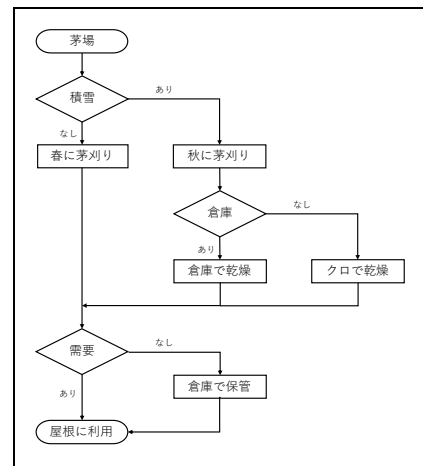 茅場
積雪
あり
なし
春に茅刈り
秋に茅刈り
倉庫
なし
あり
倉庫で乾燥
クロで乾燥
需要
なし
あり
倉庫で保管
屋根に利用